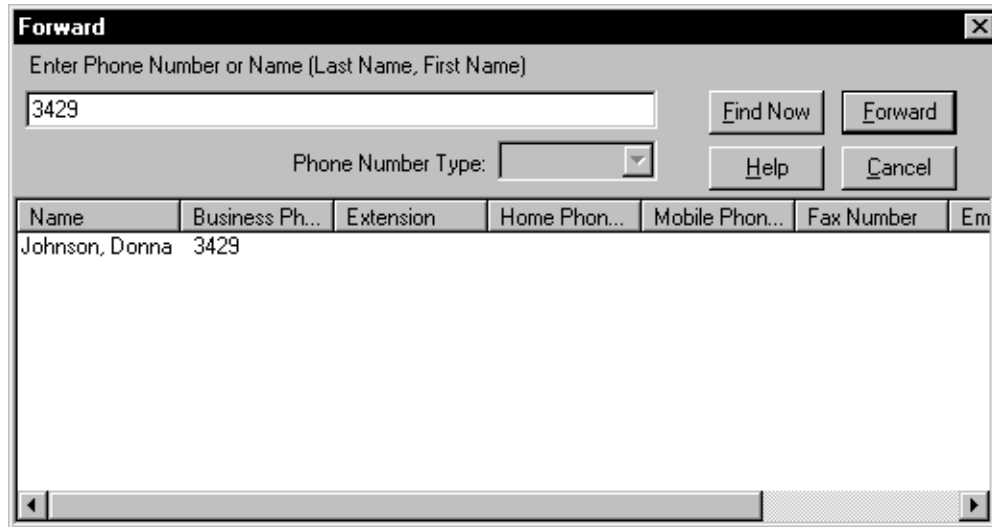 Forward
Enter Phone Number or Name (Last Name, First Name)
3429
Find Now
Forward
Phone Number Type:
Help
Cancel
Name Business Ph... Extension Home Phon... Mobile Phon... Fax Number Em
Johnson, Donna 3429